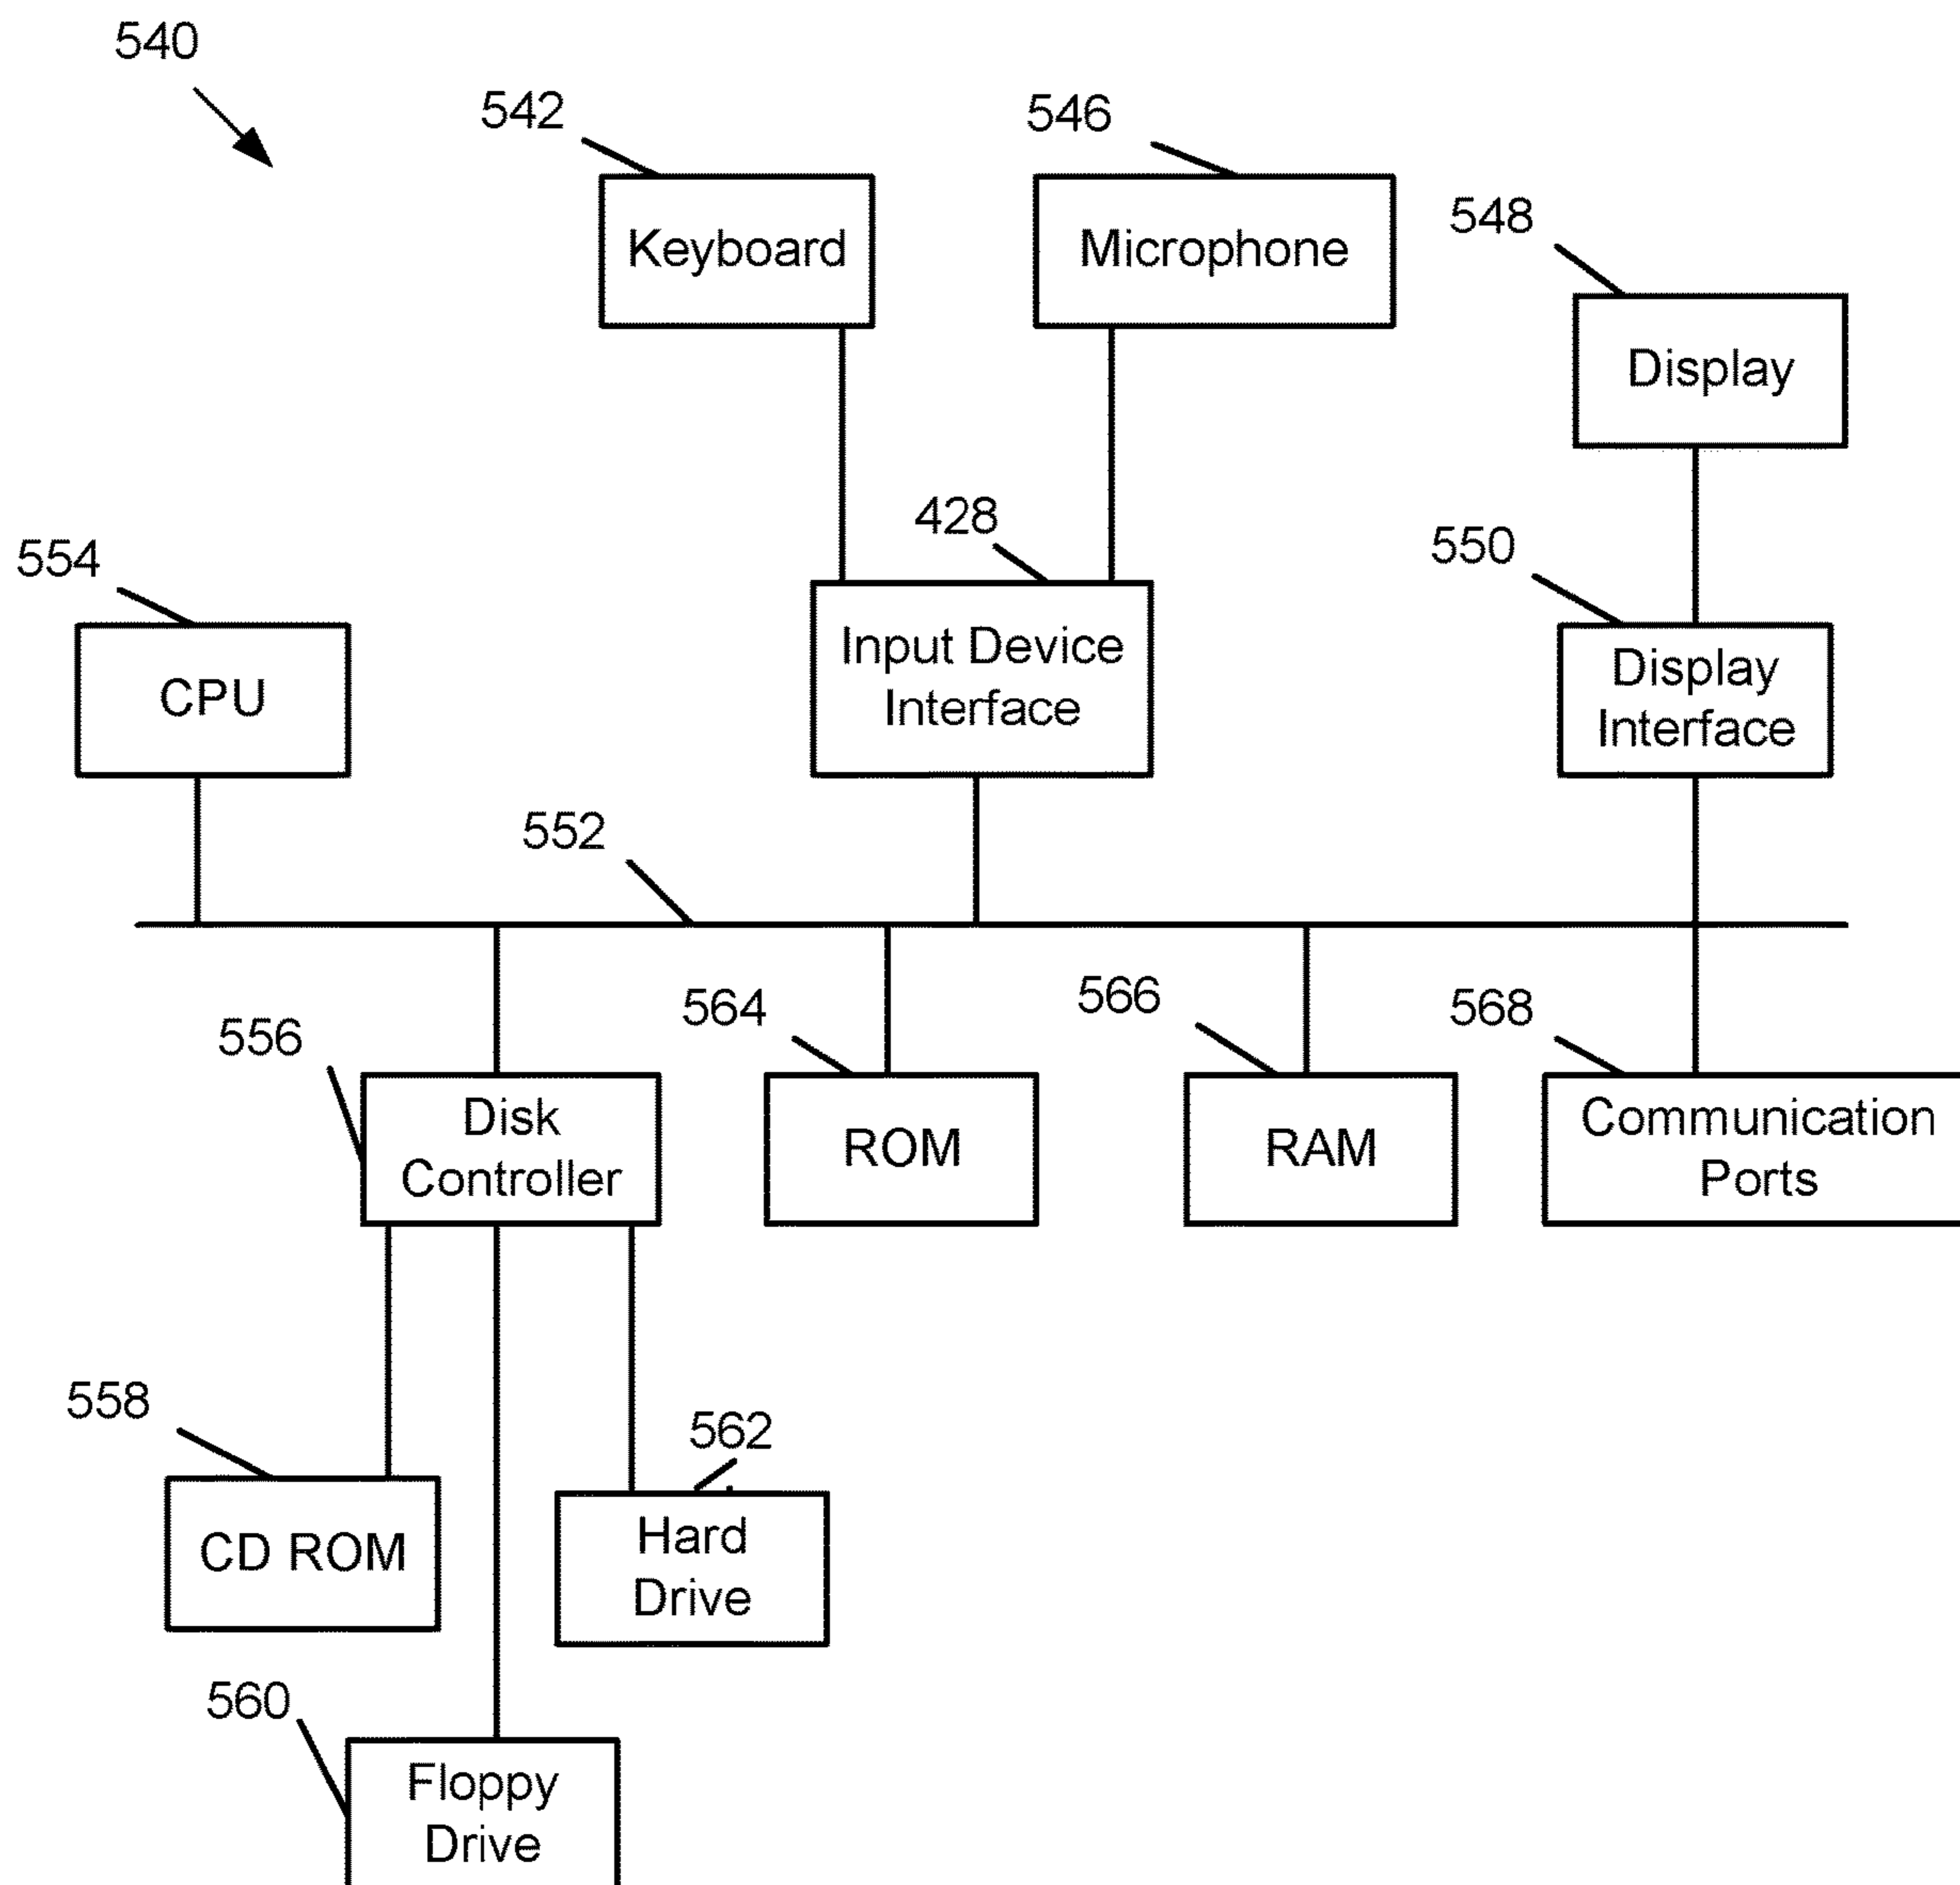 540
542
546
Keyboard
Microphone
548
Display
428
554
550
Input Device
Interface
CPU
Display
Interface
552
556
564
566
568
Disk
Controller
ROM
RAM
Communication
Ports
558
562
CD ROM
Hard
Drive
560
Floppy
Drive